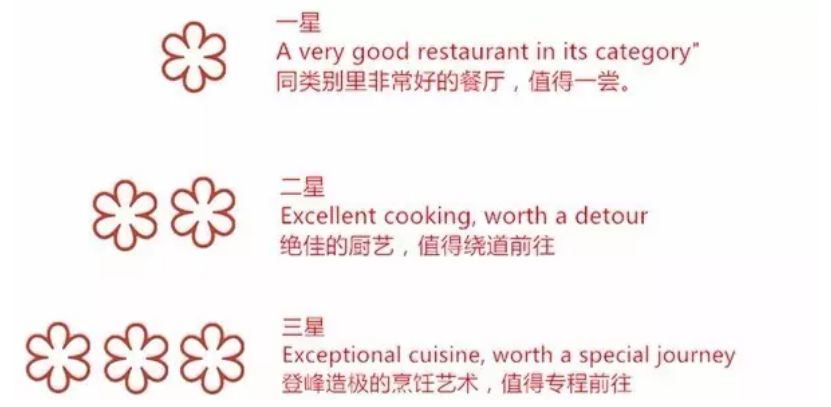 一星
A very good restaurant in its category"
同类别里非常好的餐厅，值得一尝。
二星
Excellent cooking, worth a detour
绝佳的厨艺，值得绕道前往
三星
Exceptional cuisine, worth a special journey
登峰造极的烹饪艺术，值得专程前往